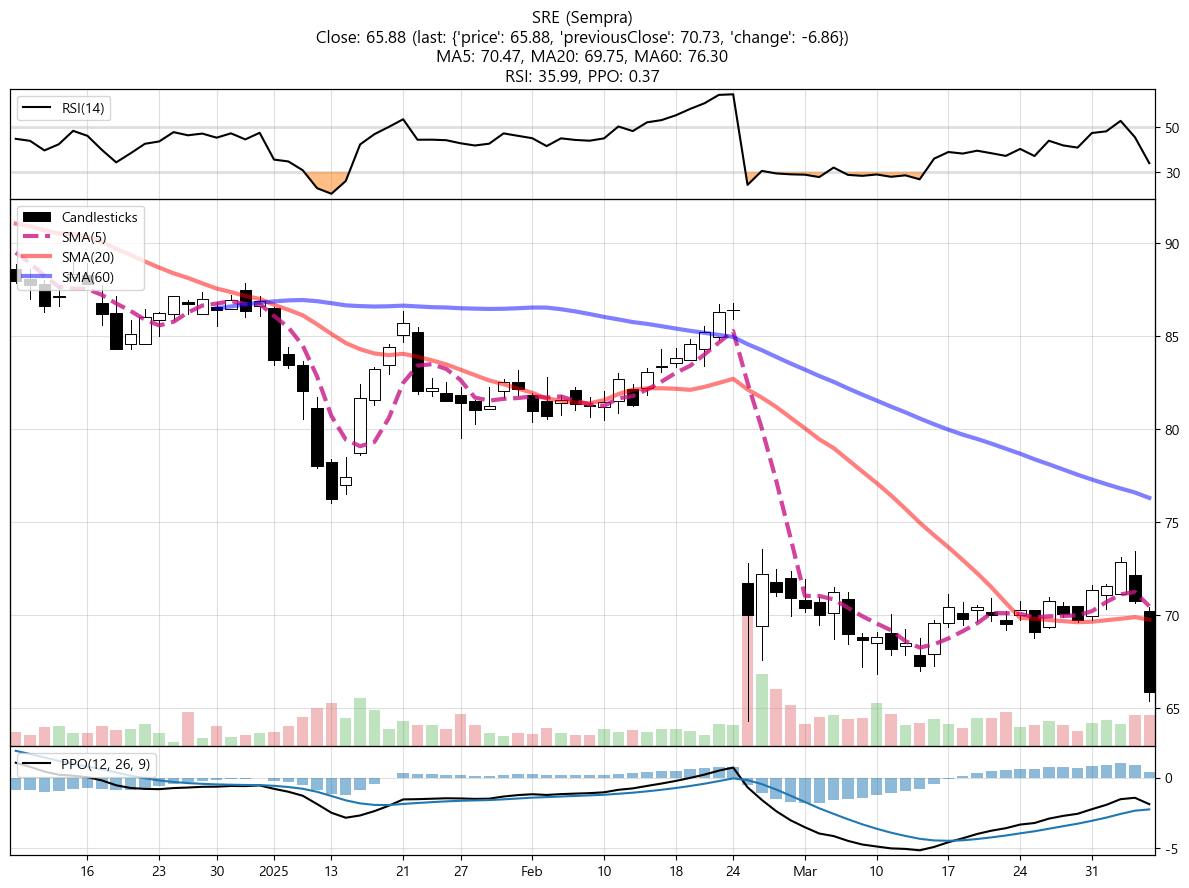 SRE (Sempra)
Close: 65.88 (last: {'price': 65.88, 'previousClose': 70.73, 'change': -6.86})
MA5: 70.47, MA20: 69.75, MA60: 76.30
RSI: 35.99, PPO: 0.37
RSI(14)
50
30
Candlesticks
SMA(5)
SMA(20)
SMA(60)
90
85
80
75
70
65
PPO(12, 26, 9)
0
-5
16 23 30 2025 13 21 27 Feb 10 18 24 Mar 10 17 24 31